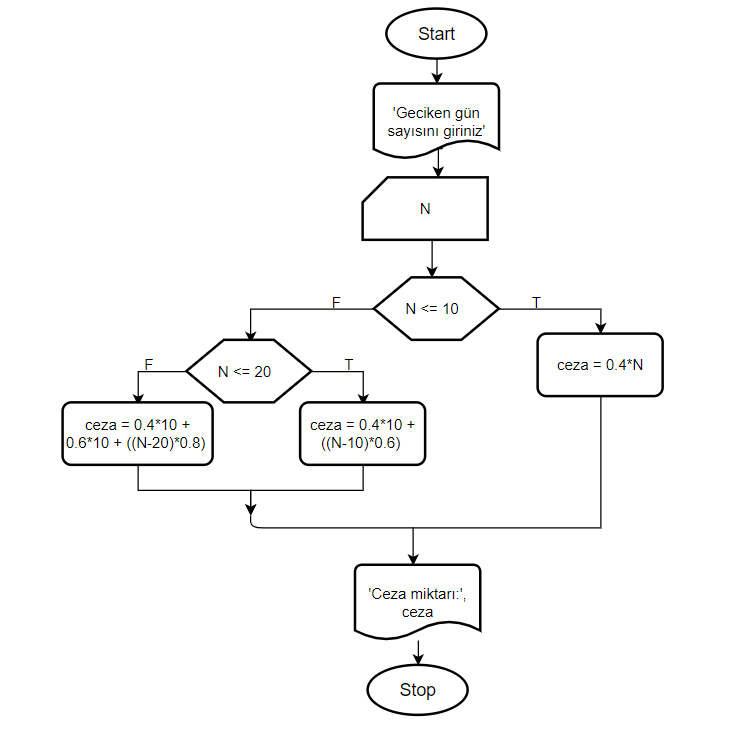 Start
'Geciken gün
sayısını giriniz'
N
N <= 10
F
T
N <= 20
ceza = 0.4*N
F
T
ceza = 0.4*10 +
0.6*10 + ((N-20)*0.8)
ceza = 0.4*10 +
((N-10)*0.6)
'Ceza miktarı:',
ceza
Stop